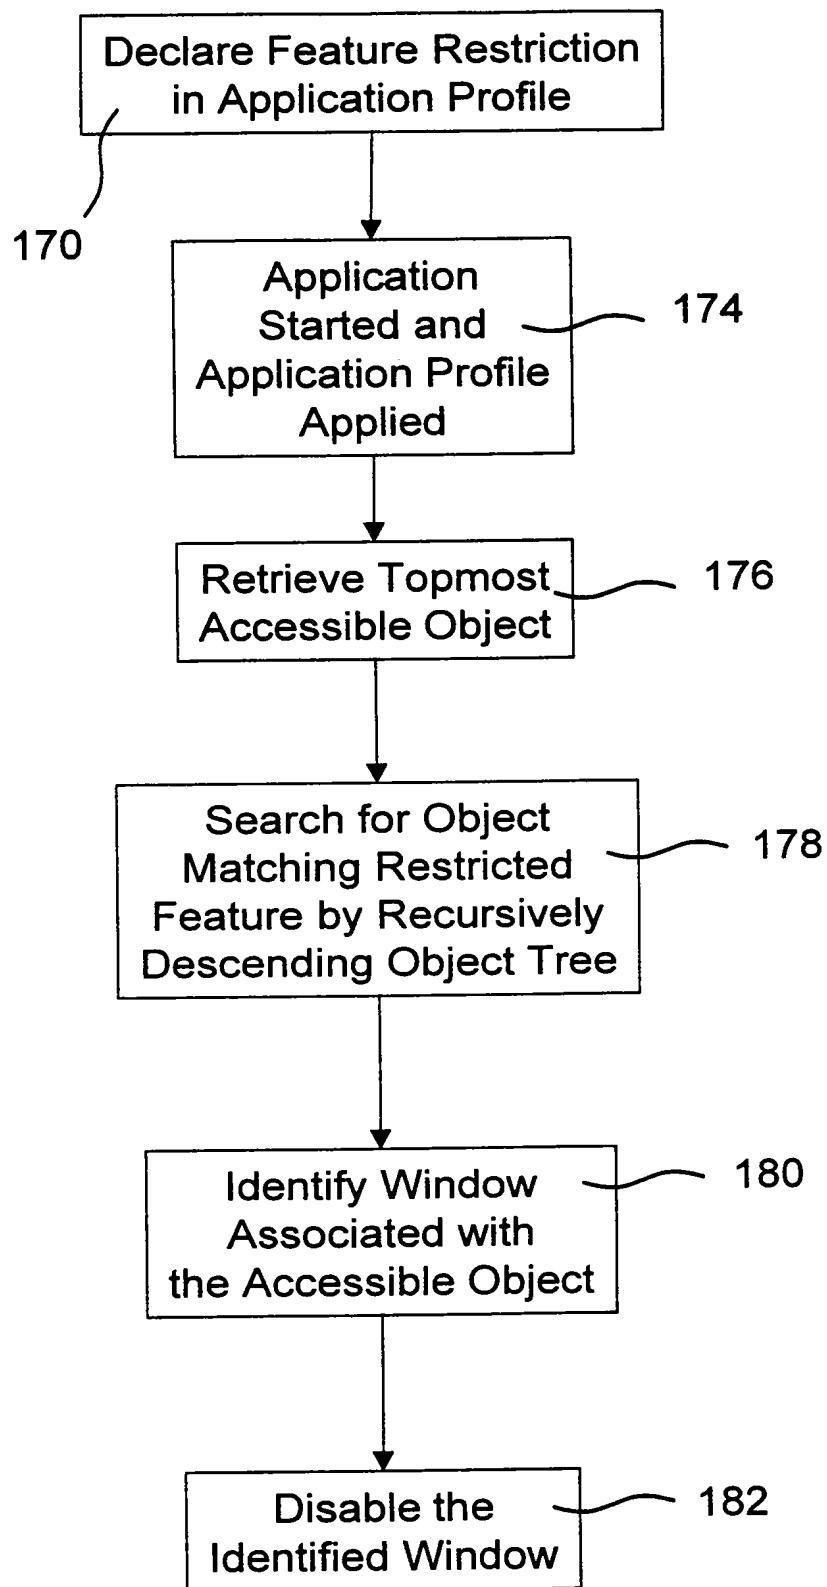 Declare Feature Restriction
in Application Profile
170
Application
Started and
Application Profile
Applied
174
Retrieve Topmost
Accessible Object
176
Search for Object
Matching Restricted
Feature by Recursively
Descending Object Tree
178
Identify Window
Associated with
the Accessible Object
180
Disable the
Identified Window
182